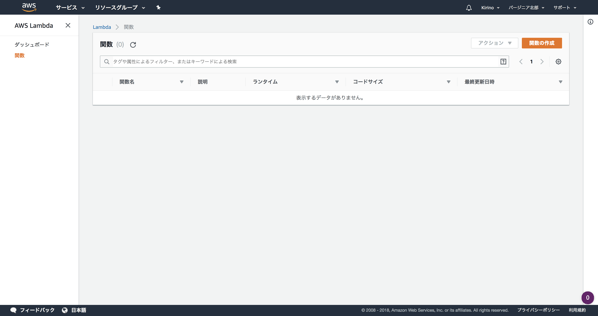 aws サービス リソースグループ Kirino バージニア北部 サポート
AWS Lambda
Lambda > 関数
ダッシュボード
関数
関数 (0) アクション 関数の作成
タグや属性によるフィルター、またはキーワードによる検索 1
関数名 説明 ランタイム コードサイズ 最終更新日時
表示するデータがありません。
フィードバック 日本語 © 2008 - 2018, Amazon Web Services, Inc. or its affiliates. All rights reserved. プライバシーポリシー 利用規約